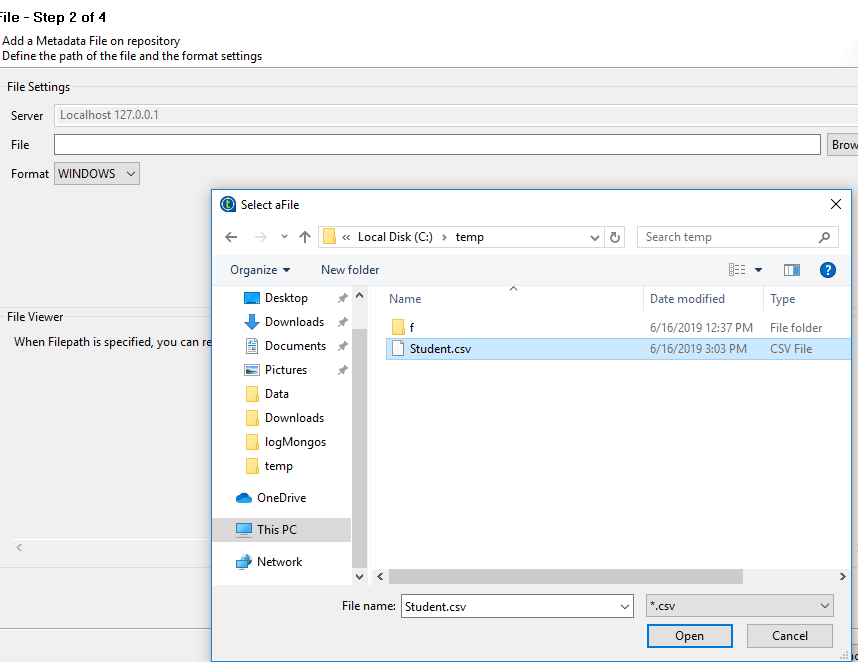 File - Step 2 of 4
Add a Metadata File on repository
Define the path of the file and the format settings
File Settings
Server Localhost 127.0.0.1
File Brow
Format WINDOWS
Select aFile
« Local Disk (C:) › temp Search temp
Organize New folder
Name Date modified Type
Desktop
Downloads
Documents
Pictures
Data
Downloads
logMongos
temp
OneDrive
This PC
Network
f 6/16/2019 12:37 PM File folder
Student.csv 6/16/2019 3:03 PM CSV File
File Viewer
When Filepath is specified, you can re
File name: Student.csv *.csv
Open Cancel